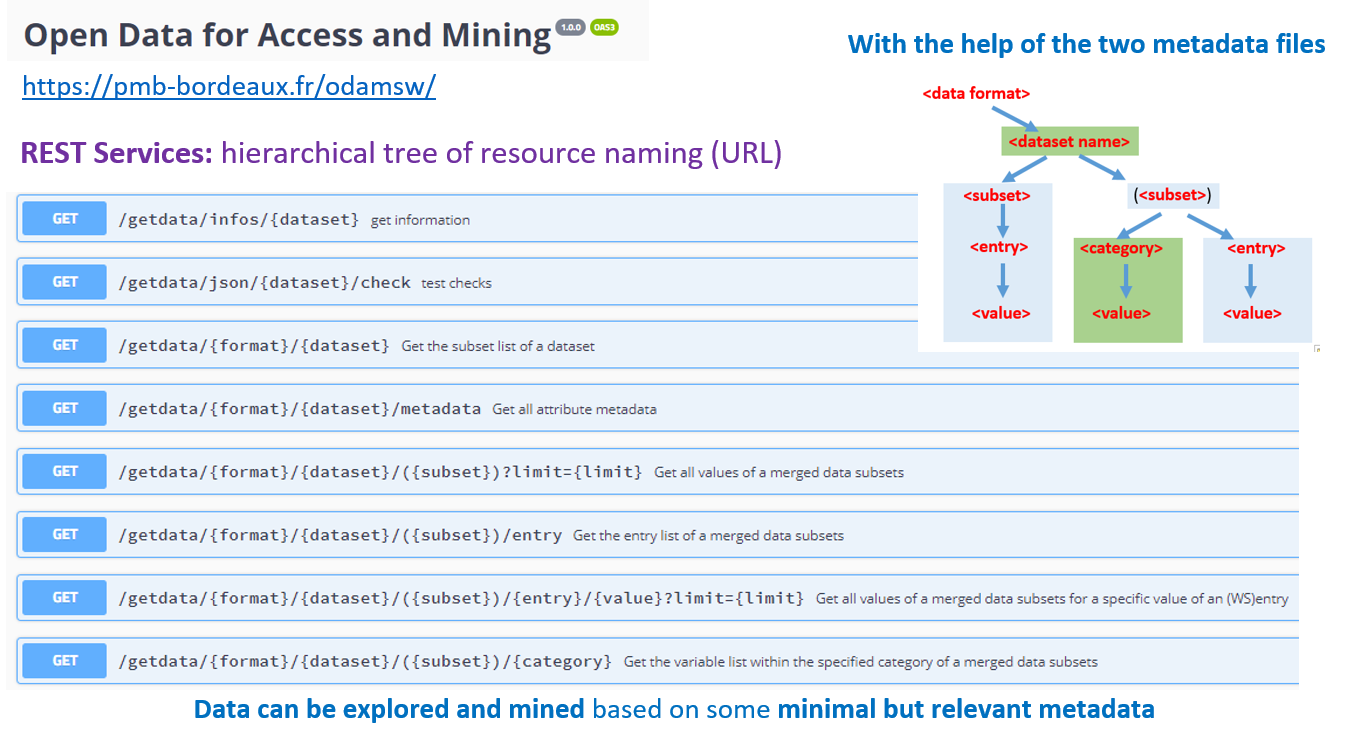 Open Data for Access and Mining 1.0.0 OAS3
https://pmb-bordeaux.fr/odamsw/
REST Services: hierarchical tree of resource naming (URL)
With the help of the two metadata files
<data format>
<dataset name>
<subset> (<subset>)
<entry> <category> <entry>
<value> <value> <value>
GET /getdata/infos/{dataset} get information
GET /getdata/json/{dataset}/check test checks
GET /getdata/{format}/{dataset} Get the subset list of a dataset
GET /getdata/{format}/{dataset}/metadata Get all attribute metadata
GET /getdata/{format}/{dataset}/({subset})?limit={limit} Get all values of a merged data subsets
GET /getdata/{format}/{dataset}/({subset})/entry Get the entry list of a merged data subsets
GET /getdata/{format}/{dataset}/({subset})/{entry}/{value}?limit={limit} Get all values of a merged data subsets for a specific value of an (WS)entry
GET /getdata/{format}/{dataset}/({subset})/{category} Get the variable list within the specified category of a merged data subsets
Data can be explored and mined based on some minimal but relevant metadata